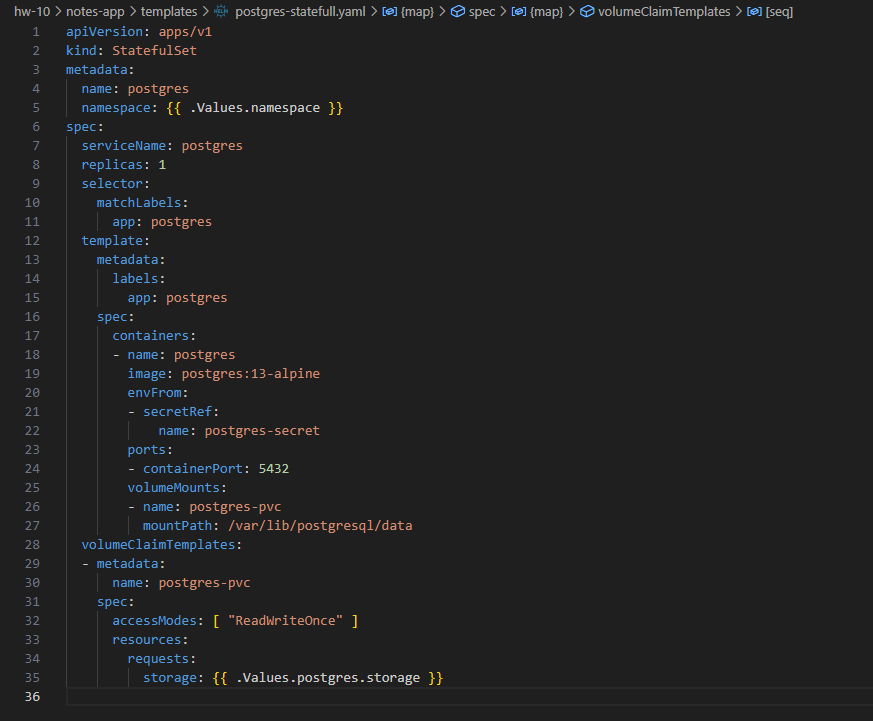 hw-10 > notes-app > templates > postgres-statefull.yaml > {map} > spec > {map} > volumeClaimTemplates > [seq]
1 apiVersion: apps/v1
2 kind: StatefulSet
3 metadata:
4   name: postgres
5   namespace: {{ .Values.namespace }}
6 spec:
7   serviceName: postgres
8   replicas: 1
9   selector:
10     matchLabels:
11       app: postgres
12   template:
13     metadata:
14       labels:
15         app: postgres
16     spec:
17       containers:
18       - name: postgres
19         image: postgres:13-alpine
20         envFrom:
21         - secretRef:
22             name: postgres-secret
23         ports:
24         - containerPort: 5432
25         volumeMounts:
26         - name: postgres-pvc
27           mountPath: /var/lib/postgresql/data
28   volumeClaimTemplates:
29   - metadata:
30       name: postgres-pvc
31     spec:
32       accessModes: [ "ReadWriteOnce" ]
33       resources:
34         requests:
35           storage: {{ .Values.postgres.storage }}
36